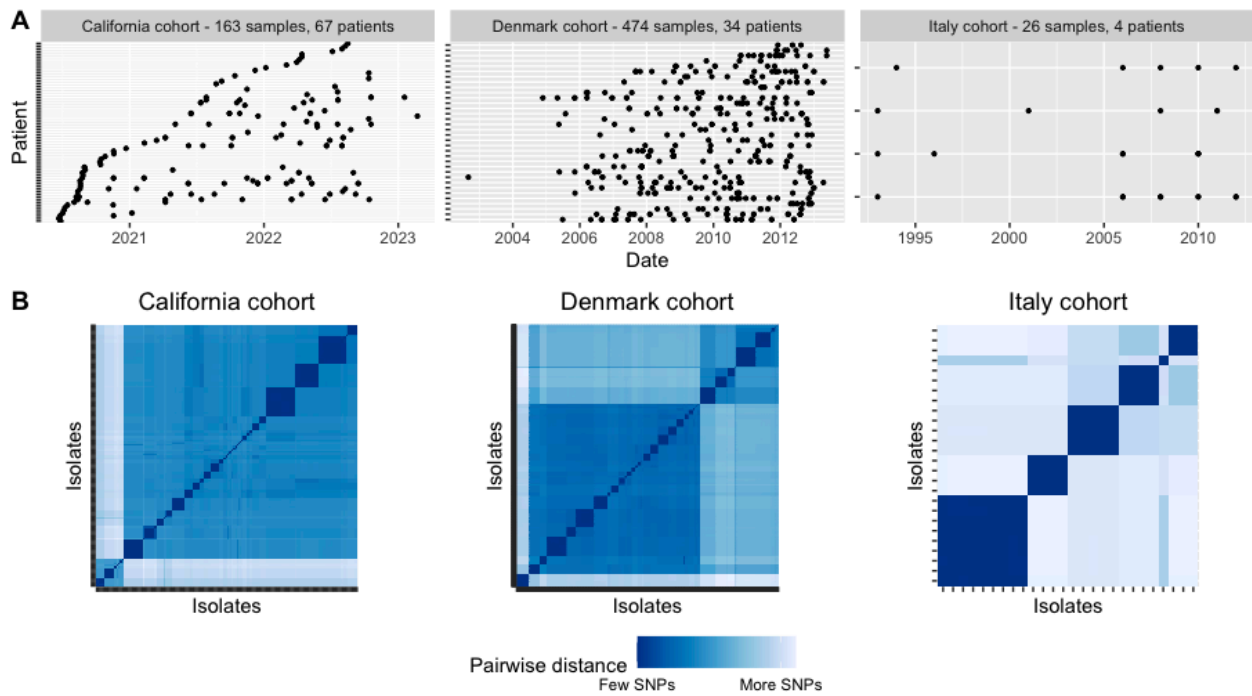 A
California cohort - 163 samples, 67 patients
Denmark cohort - 474 samples, 34 patients
Italy cohort - 26 samples, 4 patients
Patient
2021 2022 2023
2004 2006 2008 2010 2012
1995 2000 2005 2010
Date
B
California cohort
Denmark cohort
Italy cohort
Isolates
Isolates
Isolates
Isolates
Isolates
Isolates
Pairwise distance
Few SNPs
More SNPs